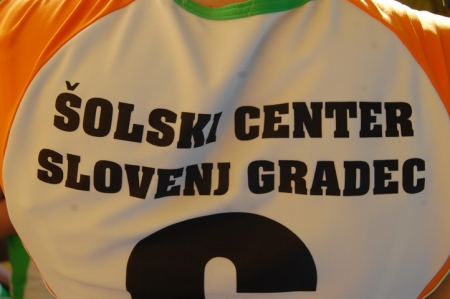 ŠOLSKI CENTER
SLOVENJ GRADEC